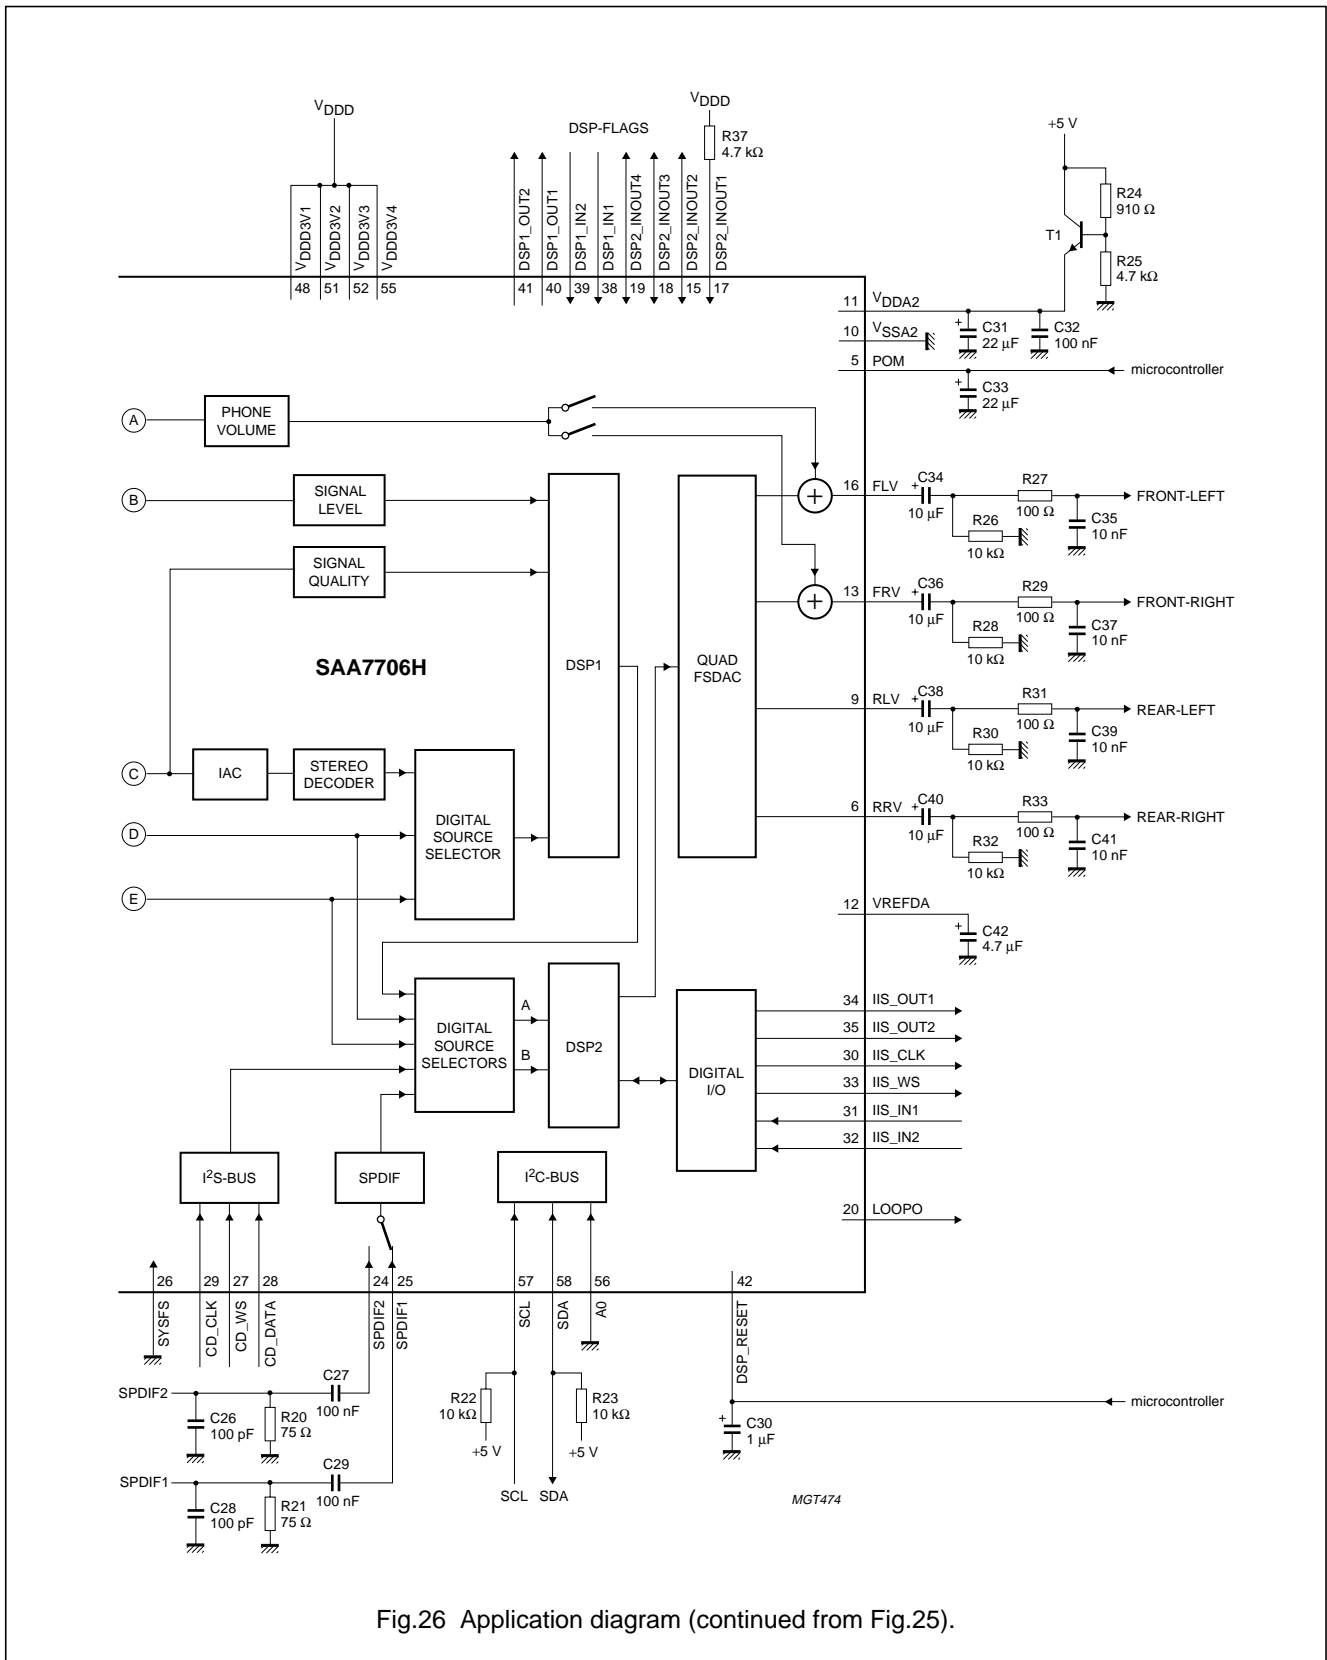 VDDD
DSP-FLAGS
VDDD
R37
4.7 kΩ
+5 V
R24
910 Ω
T1
R25
4.7 kΩ
VDDD3V1
VDDD3V2
VDDD3V3
VDDD3V4
DSP1_OUT2
DSP1_OUT1
DSP1_IN2
DSP1_IN1
DSP2_INOUT4
DSP2_INOUT3
DSP2_INOUT2
DSP2_INOUT1
48 51 52 55
41 40 39 38 19 18 15 17
11 VDDA2
C31
22 μF
C32
100 nF
10 VSSA2
5 POM
microcontroller
C33
22 μF
A
PHONE
VOLUME
B
SIGNAL
LEVEL
SIGNAL
QUALITY
SAA7706H
DSP1
QUAD
FSDAC
16 FLV
C34
10 μF
R26
10 kΩ
R27
100 Ω
C35
10 nF
FRONT-LEFT
13 FRV
C36
10 μF
R28
10 kΩ
R29
100 Ω
C37
10 nF
FRONT-RIGHT
9 RLV
C38
10 μF
R30
10 kΩ
R31
100 Ω
C39
10 nF
REAR-LEFT
6 RRV
C40
10 μF
R32
10 kΩ
R33
100 Ω
C41
10 nF
REAR-RIGHT
C
IAC
STEREO
DECODER
D
E
DIGITAL
SOURCE
SELECTOR
12 VREFDA
C42
4.7 μF
DIGITAL
SOURCE
SELECTORS
A
B
DSP2
DIGITAL
I/O
34 IIS_OUT1
35 IIS_OUT2
30 IIS_CLK
33 IIS_WS
31 IIS_IN1
32 IIS_IN2
I2S-BUS
SPDIF
I2C-BUS
20 LOOPO
26 29 27 28 24 25 57 58 56 42
SYSFS
CD_CLK
CD_WS
CD_DATA
SPDIF2
SPDIF1
SCL
SDA
A0
DSP_RESET
SPDIF2
C26
100 pF
R20
75 Ω
C27
100 nF
SPDIF1
C28
100 pF
R21
75 Ω
C29
100 nF
R22
10 kΩ
+5 V
R23
10 kΩ
+5 V
SCL SDA
C30
1 μF
microcontroller
MGT474
Fig.26 Application diagram (continued from Fig.25).